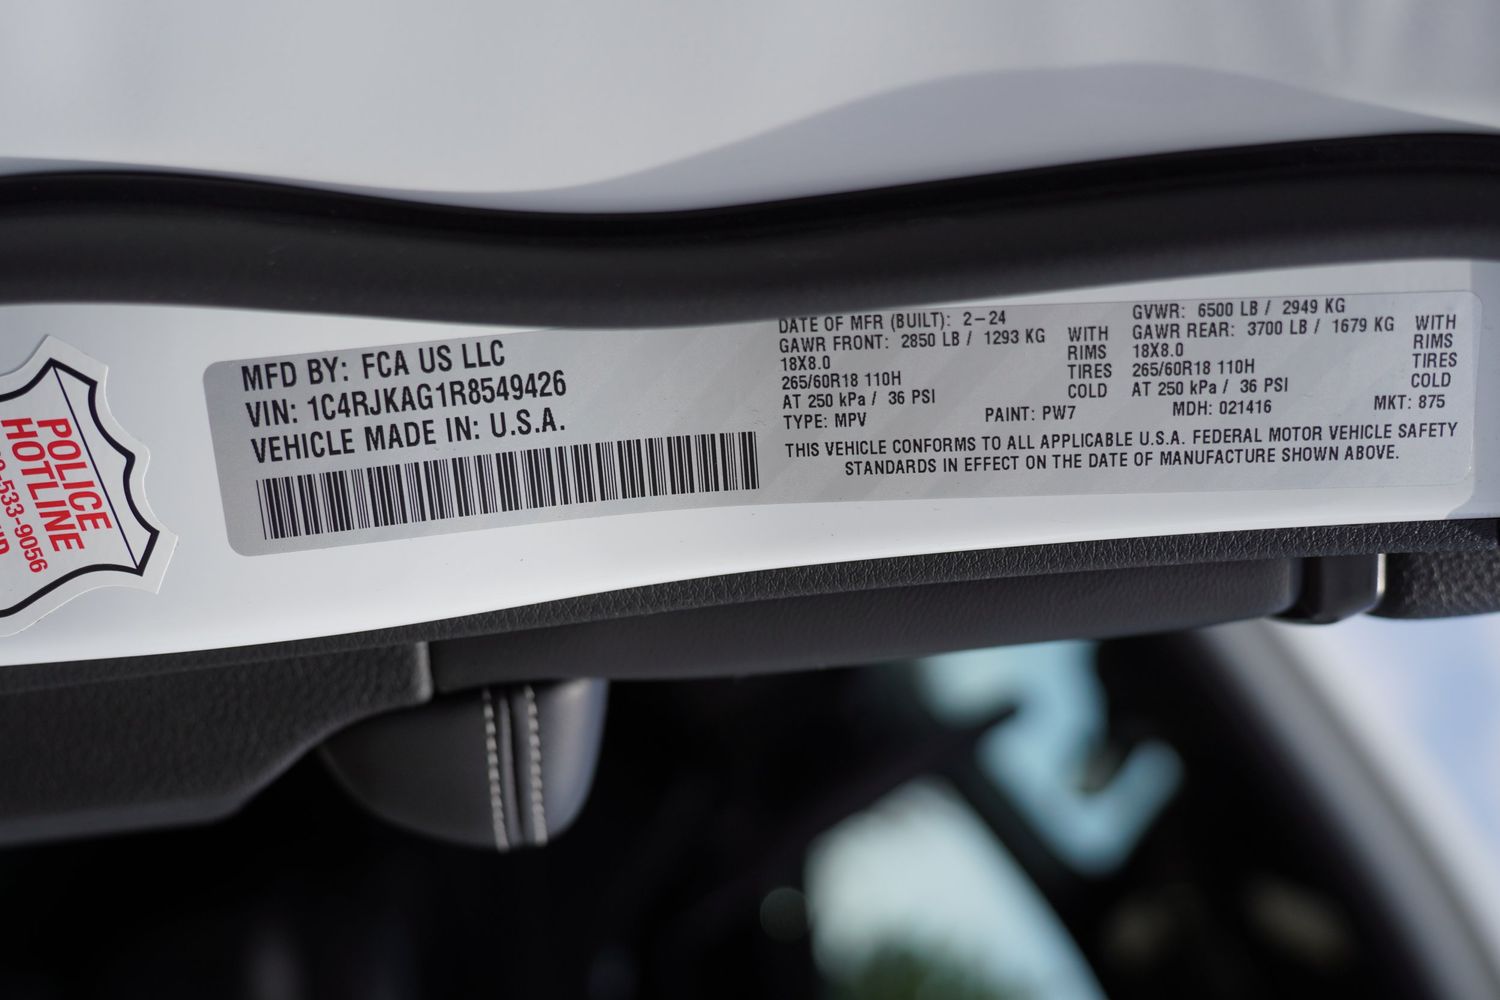 MFD BY: FCA US LLC
VIN: 1C4RJKAG1R8549426
VEHICLE MADE IN: U.S.A.
DATE OF MFR (BUILT): 2-24
GAWR FRONT: 2850 LB / 1293 KG
18X8.0
265/60R18 110H
AT 250 kPa / 36 PSI
WITH
RIMS
TIRES
COLD
GVWR: 6500 LB / 2949 KG
GAWR REAR: 3700 LB / 1679 KG
18X8.0
265/60R18 110H
AT 250 kPa / 36 PSI
WITH
RIMS
TIRES
COLD
TYPE: MPV PAINT: PW7 MDH: 021416 MKT: 875
THIS VEHICLE CONFORMS TO ALL APPLICABLE U.S.A. FEDERAL MOTOR VEHICLE SAFETY
STANDARDS IN EFFECT ON THE DATE OF MANUFACTURE SHOWN ABOVE.
POLICE
HOTLINE
-533-9056